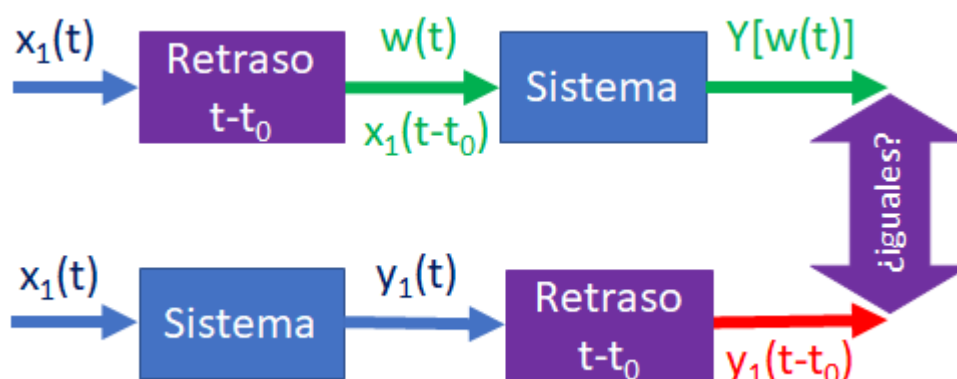 x₁(t)
Retraso
t-t₀
w(t)
x₁(t-t₀)
Sistema
Y[w(t)]
¿iguales?
x₁(t)
Sistema
y₁(t)
Retraso
t-t₀
y₁(t-t₀)